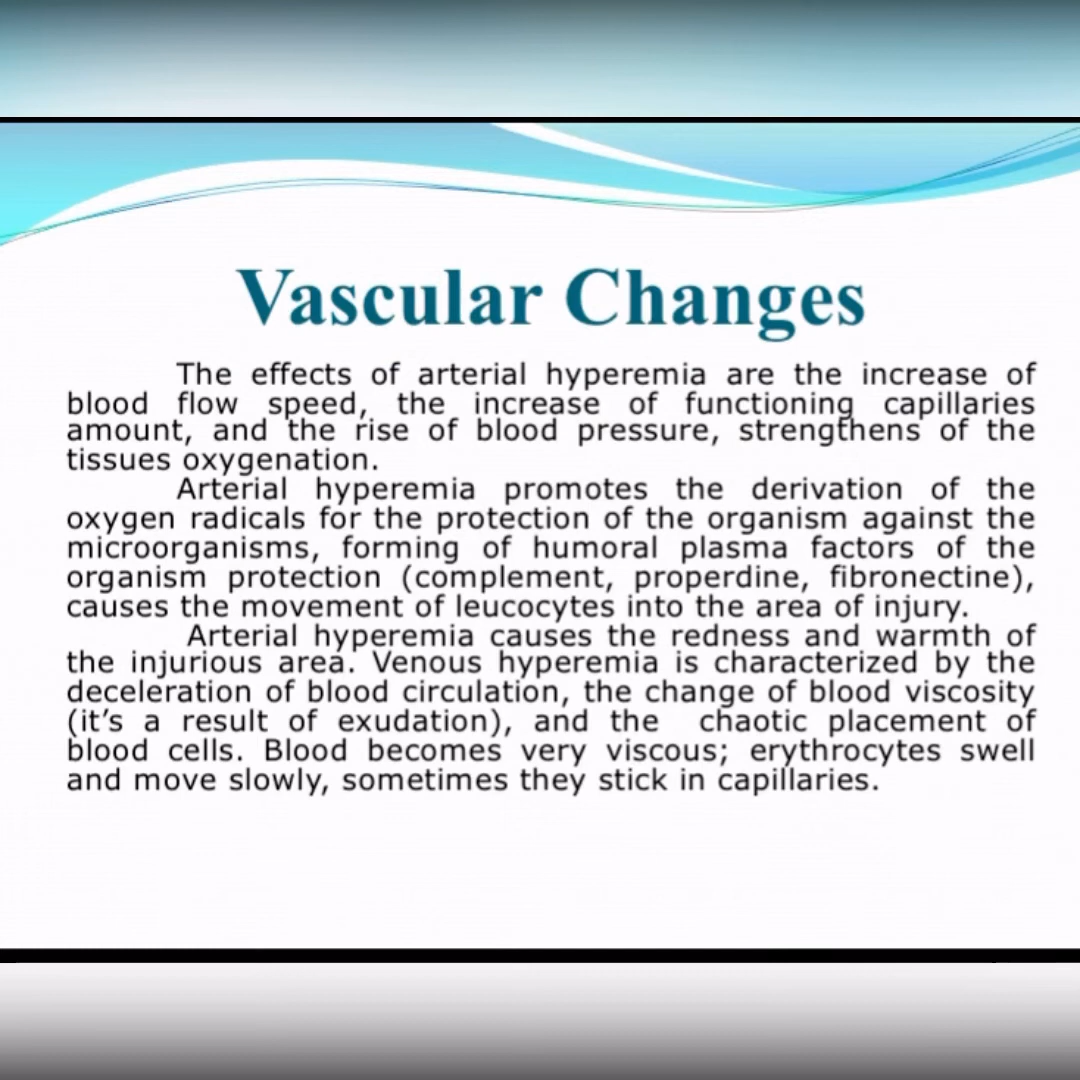 Vascular Changes
The effects of arterial hyperemia are the increase of
blood flow speed, the increase of functioning capillaries
amount, and the rise of blood pressure, strengthens of the
tissues oxygenation.
Arterial hyperemia promotes the derivation of the
oxygen radicals for the protection of the organism against the
microorganisms, forming of humoral plasma factors of the
organism protection (complement, properdine, fibronectine),
causes the movement of leucocytes into the area of injury.
Arterial hyperemia causes the redness and warmth of
the injurious area. Venous hyperemia is characterized by the
deceleration of blood circulation, the change of blood viscosity
(it’s a result of exudation), and the chaotic placement of
blood cells. Blood becomes very viscous; erythrocytes swell
and move slowly, sometimes they stick in capillaries.